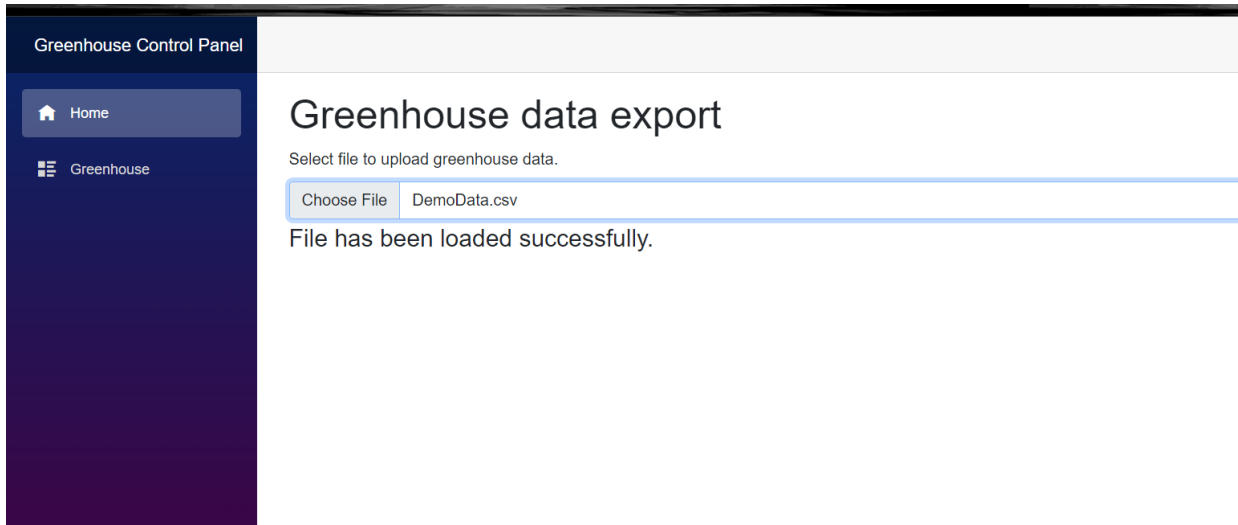 Greenhouse Control Panel
Home
Greenhouse
Greenhouse data export
Select file to upload greenhouse data.
Choose File DemoData.csv
File has been loaded successfully.